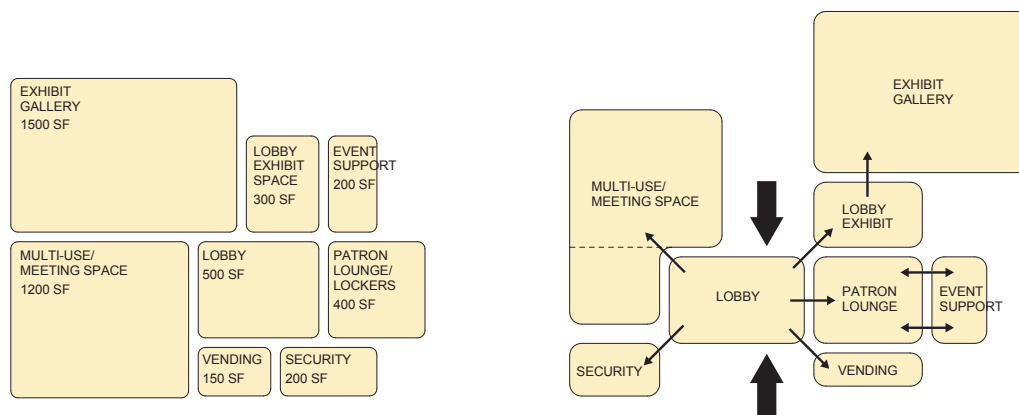 EXHIBIT
GALLERY
1500 SF
LOBBY
EXHIBIT
SPACE
300 SF
EVENT
SUPPORT
200 SF
MULTI-USE/
MEETING SPACE
1200 SF
LOBBY
500 SF
PATRON
LOUNGE/
LOCKERS
400 SF
VENDING
150 SF
SECURITY
200 SF
EXHIBIT
GALLERY
MULTI-USE/
MEETING SPACE
LOBBY
EXHIBIT
LOBBY
PATRON
LOUNGE
EVENT
SUPPORT
SECURITY
VENDING